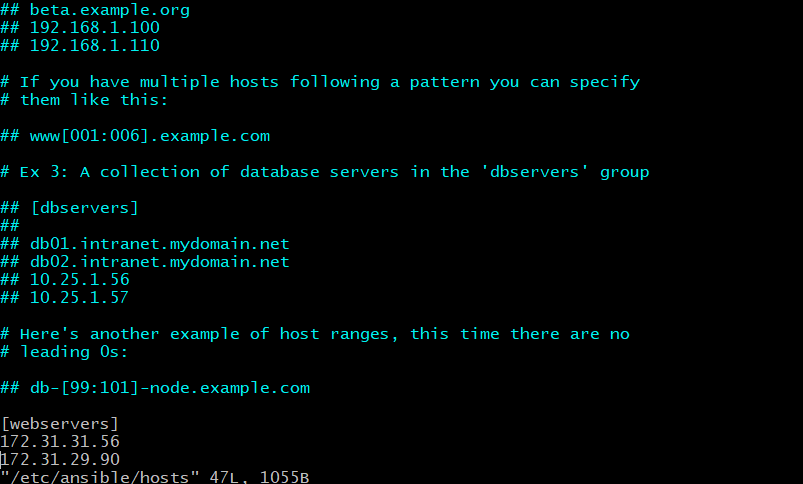 ## beta.example.org
## 192.168.1.100
## 192.168.1.110
# If you have multiple hosts following a pattern you can specify
# them like this:
## www[001:006].example.com
# Ex 3: A collection of database servers in the 'dbservers' group
## [dbservers]
##
## db01.intranet.mydomain.net
## db02.intranet.mydomain.net
## 10.25.1.56
## 10.25.1.57
# Here's another example of host ranges, this time there are no
# leading 0s:
## db-[99:101]-node.example.com
[webservers]
172.31.31.56
172.31.29.90
"/etc/ansible/hosts" 47L, 1055B